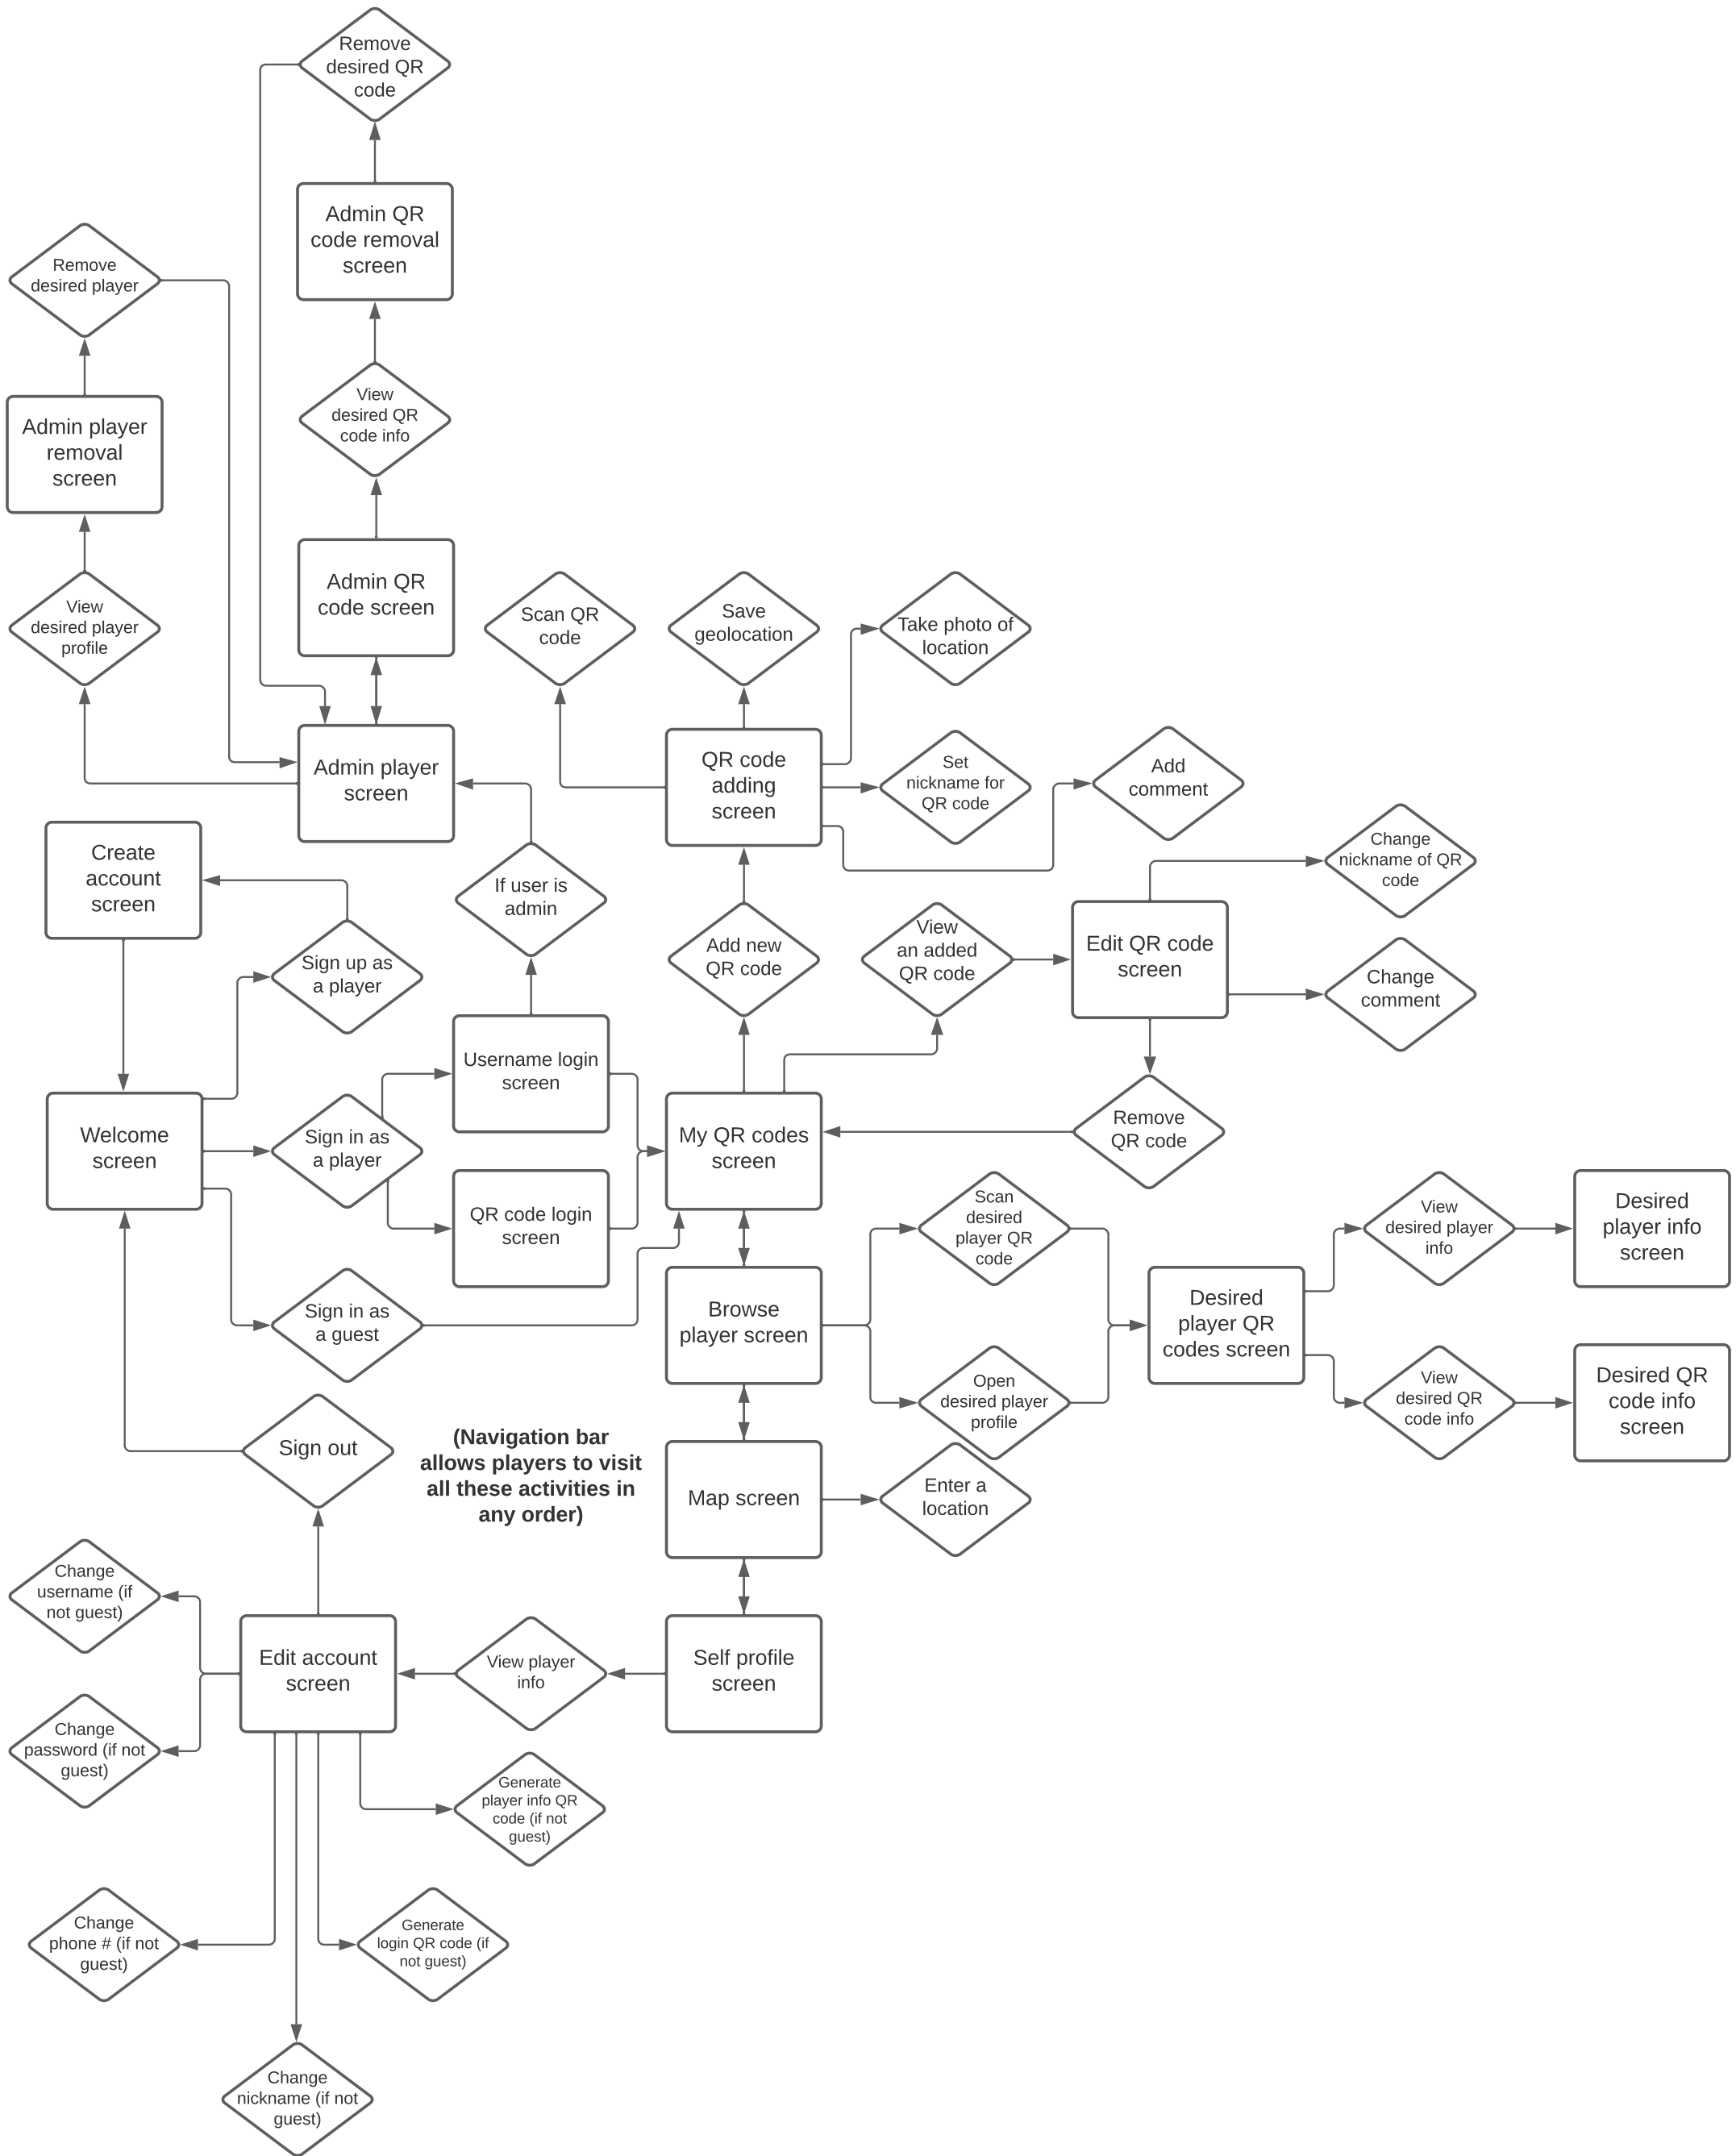 Remove
desired QR
code
Admin QR
code removal
screen
Remove
desired player
View
desired QR
code info
Admin player
removal
screen
Admin QR
code screen
View
desired player
profile
Scan QR
code
Save
geolocation
Take photo of
location
Admin player
screen
QR code
adding
screen
Set
nickname for
QR code
Add
comment
Create
account
screen
If user is
admin
Change
nickname of QR
code
Sign up as
a player
Add new
QR code
View
an added
QR code
Edit QR code
screen
Change
comment
Username login
screen
Welcome
screen
Sign in as
a player
My QR codes
screen
Remove
QR code
QR code login
screen
Scan
desired
player QR
code
View
desired player
info
Desired
player info
screen
Sign in as
a guest
Browse
player screen
Desired
player QR
codes screen
Open
desired player
profile
View
desired QR
code info
Desired QR
code info
screen
Sign out
(Navigation bar
allows players to visit
all these activities in
any order)
Map screen
Enter a
location
Change
username (if
not guest)
Edit account
screen
View player
info
Self profile
screen
Change
password (if not
guest)
Generate
player info QR
code (if not
guest)
Change
phone # (if not
guest)
Generate
login QR code (if
not guest)
Change
nickname (if not
guest)